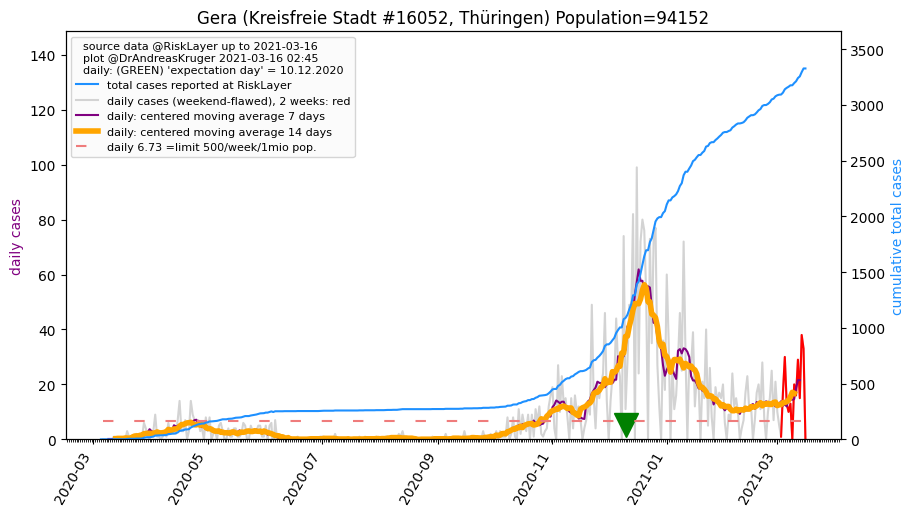 Gera (Kreisfreie Stadt #16052, Thüringen) Population=94152
source data @RiskLayer up to 2021-03-16
plot @DrAndreasKruger 2021-03-16 02:45
daily: (GREEN) 'expectation day' = 10.12.2020
total cases reported at RiskLayer
daily cases (weekend-flawed), 2 weeks: red
daily: centered moving average 7 days
daily: centered moving average 14 days
daily 6.73 =limit 500/week/1mio pop.
daily cases
140
120
100
80
60
40
20
0
cumulative total cases
3500
3000
2500
2000
1500
1000
500
0
2020-03
2020-05
2020-07
2020-09
2020-11
2021-01
2021-03